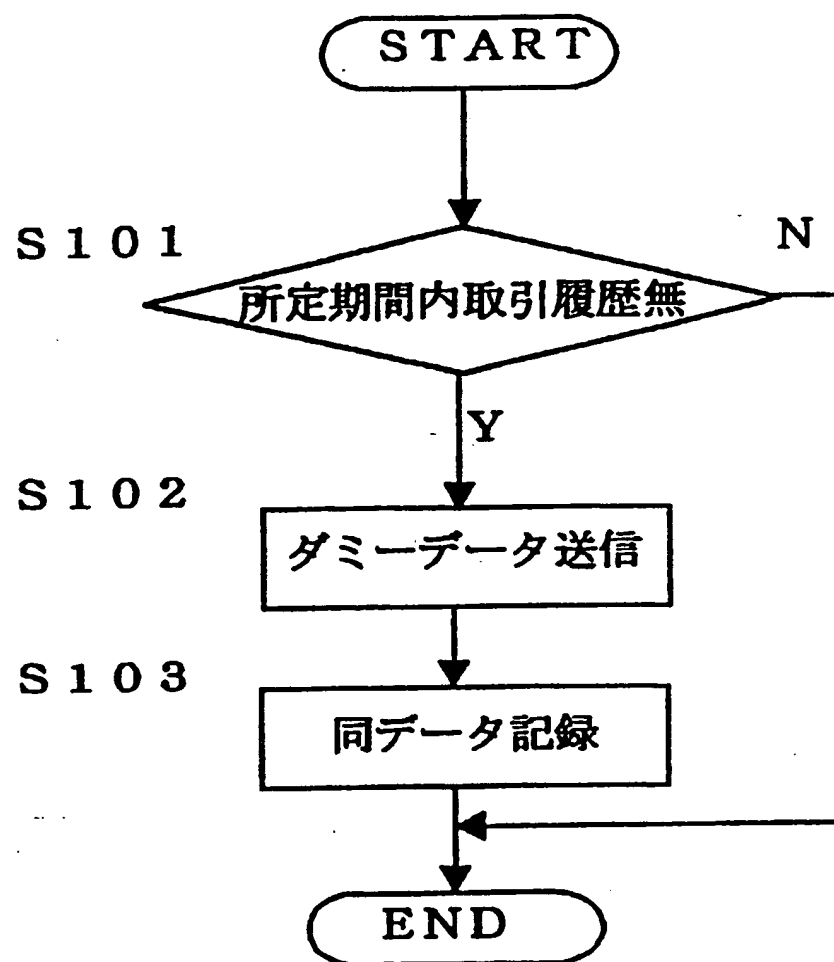 START
S101
N
所定期間内取引履歴無
Y
S102
ダミーデータ送信
S103
同データ記録
END